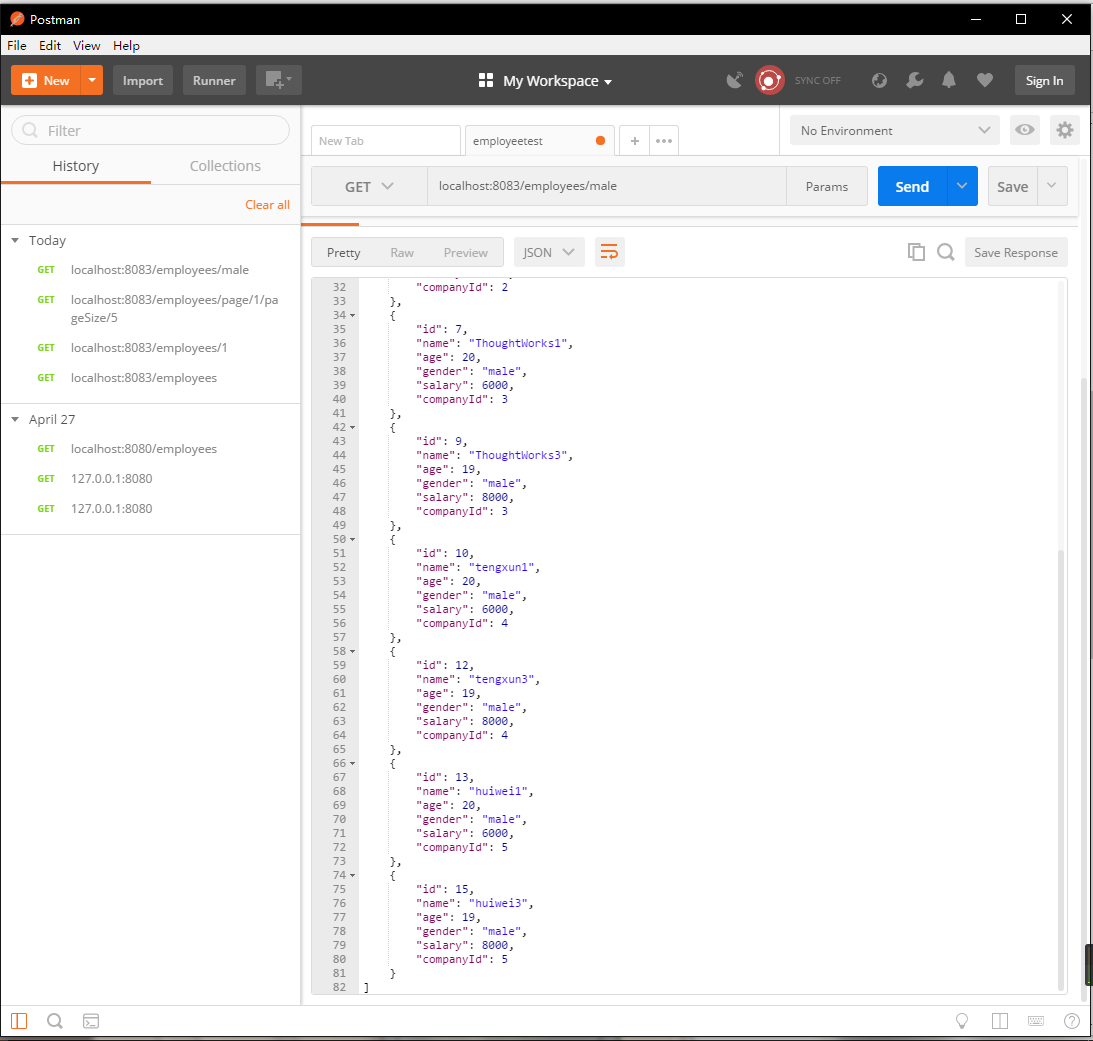 Postman
File Edit View Help
New Import Runner My Workspace SYNC OFF Sign In
Filter
History Collections
Clear all
Today
GET localhost:8083/employees/male
GET localhost:8083/employees/page/1/pa
geSize/5
GET localhost:8083/employees/1
GET localhost:8083/employees
April 27
GET localhost:8080/employees
GET 127.0.0.1:8080
GET 127.0.0.1:8080
New Tab employeetest + ••• No Environment
GET localhost:8083/employees/male Params Send Save
Pretty Raw Preview JSON Save Response
32 "companyId": 2
33 },
34 {
35 "id": 7,
36 "name": "ThoughtWorks1",
37 "age": 20,
38 "gender": "male",
39 "salary": 6000,
40 "companyId": 3
41 },
42 {
43 "id": 9,
44 "name": "ThoughtWorks3",
45 "age": 19,
46 "gender": "male",
47 "salary": 8000,
48 "companyId": 3
49 },
50 {
51 "id": 10,
52 "name": "tengxun1",
53 "age": 20,
54 "gender": "male",
55 "salary": 6000,
56 "companyId": 4
57 },
58 {
59 "id": 12,
60 "name": "tengxun3",
61 "age": 19,
62 "gender": "male",
63 "salary": 8000,
64 "companyId": 4
65 },
66 {
67 "id": 13,
68 "name": "huiwei1",
69 "age": 20,
70 "gender": "male",
71 "salary": 6000,
72 "companyId": 5
73 },
74 {
75 "id": 15,
76 "name": "huiwei3",
77 "age": 19,
78 "gender": "male",
79 "salary": 8000,
80 "companyId": 5
81 }
82 ]